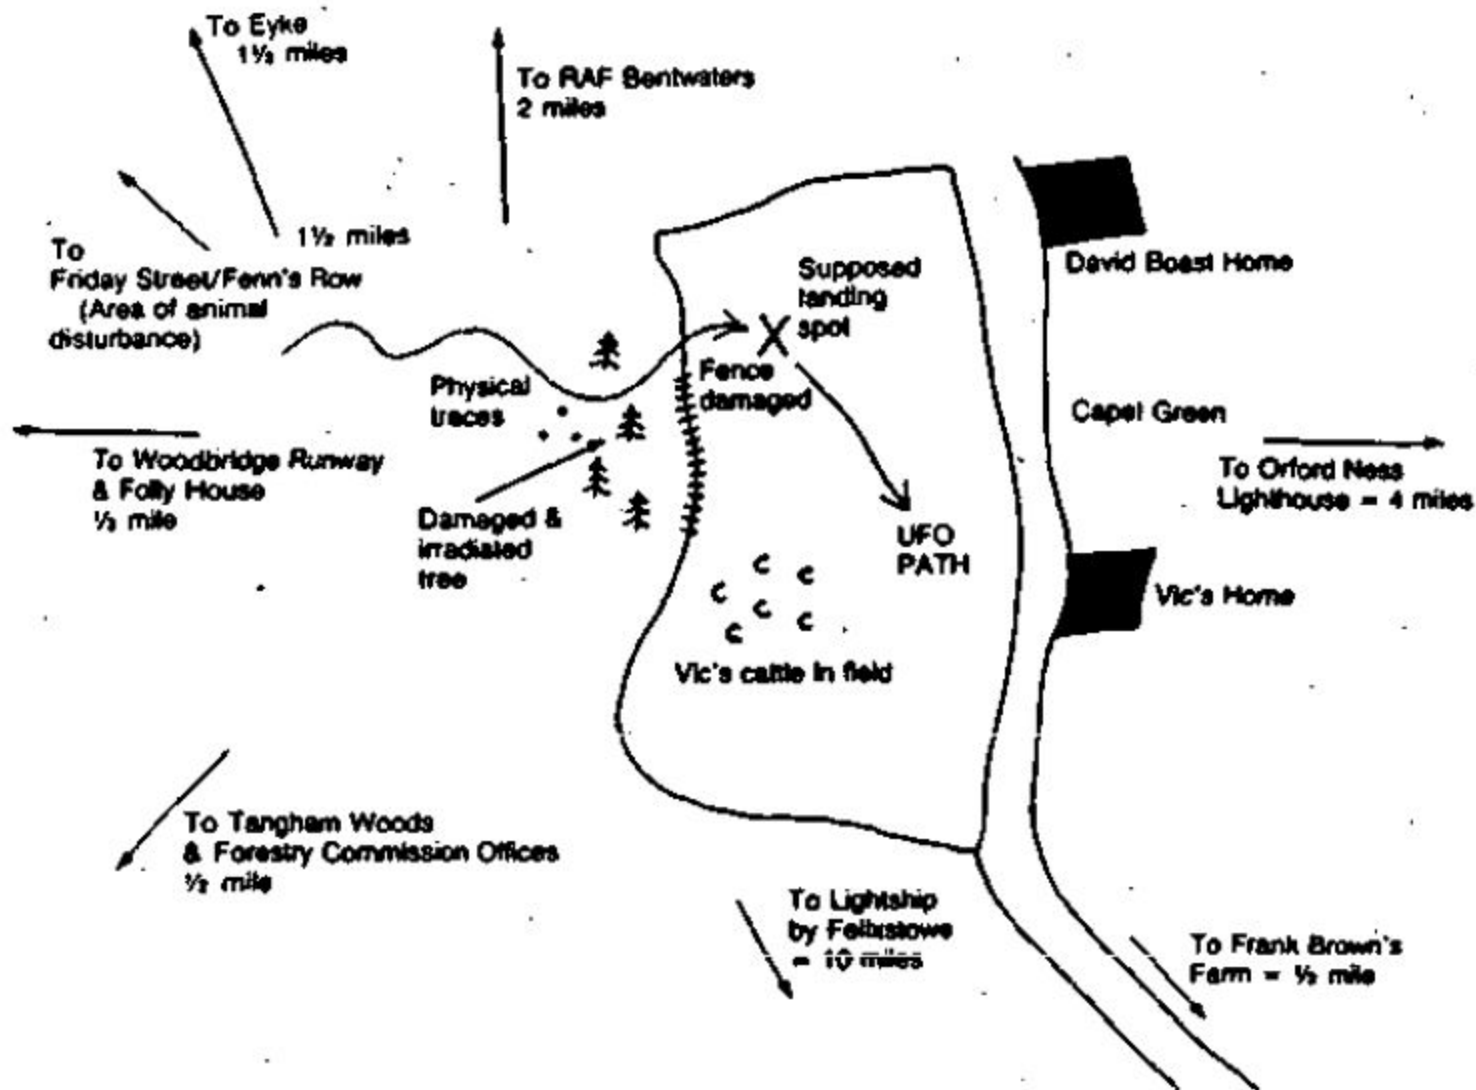 To Eyke
1½ miles
To RAF Bentwaters
2 miles
1½ miles
To
Friday Street/Fenn's Row
(Area of animal
disturbance)
Supposed
landing
spot
X
David Boast Home
Physical
traces
Fence
damaged
Capel Green
To Woodbridge Runway
& Folly House
½ mile
To Orford Ness
Lighthouse = 4 miles
Damaged &
irradiated
tree
UFO
PATH
C
C
C
C
C
C
Vic's Home
Vic's cattle in field
To Tangham Woods
& Forestry Commission Offices
½ mile
To Lightship
by Felixstowe
= 10 miles
To Frank Brown's
Farm = ½ mile